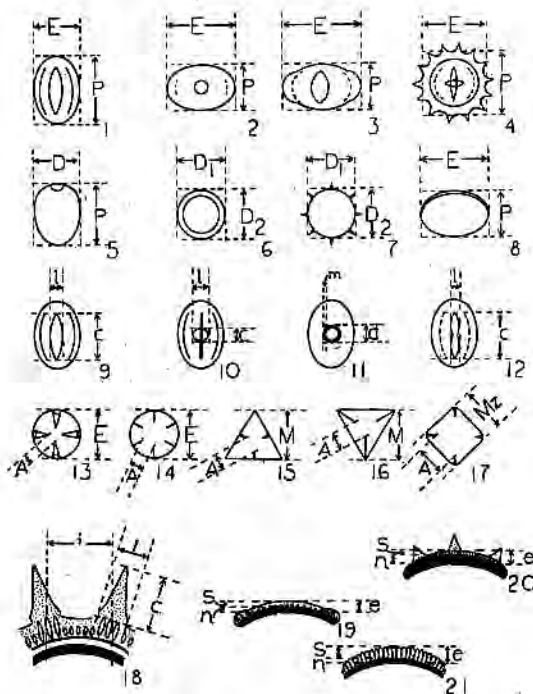 E E E E
P P P P
1 2 3 4
D D1 D1 E
P D2 D2 P
5 6 7 8
l l m l
c c d c
9 10 11 12
E E M M Mz
A A A A A
13 14 15 16 17
i l
c
18
s n e
19
s n e
20
s n e
21